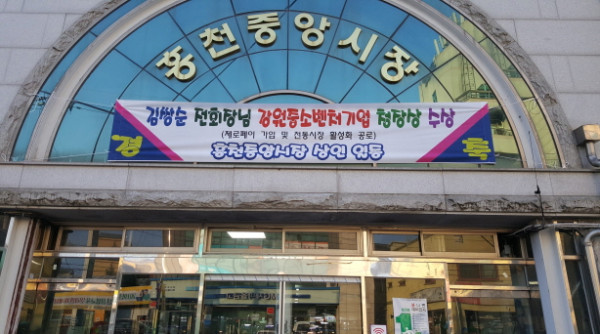 홍천중앙시장
김쌍순 전회장님 강원중소벤처기업 청장상 수상
(제로페이 가입 및 전통시장 활성화 공로)
경 홍천중앙시장 상인 일동 축